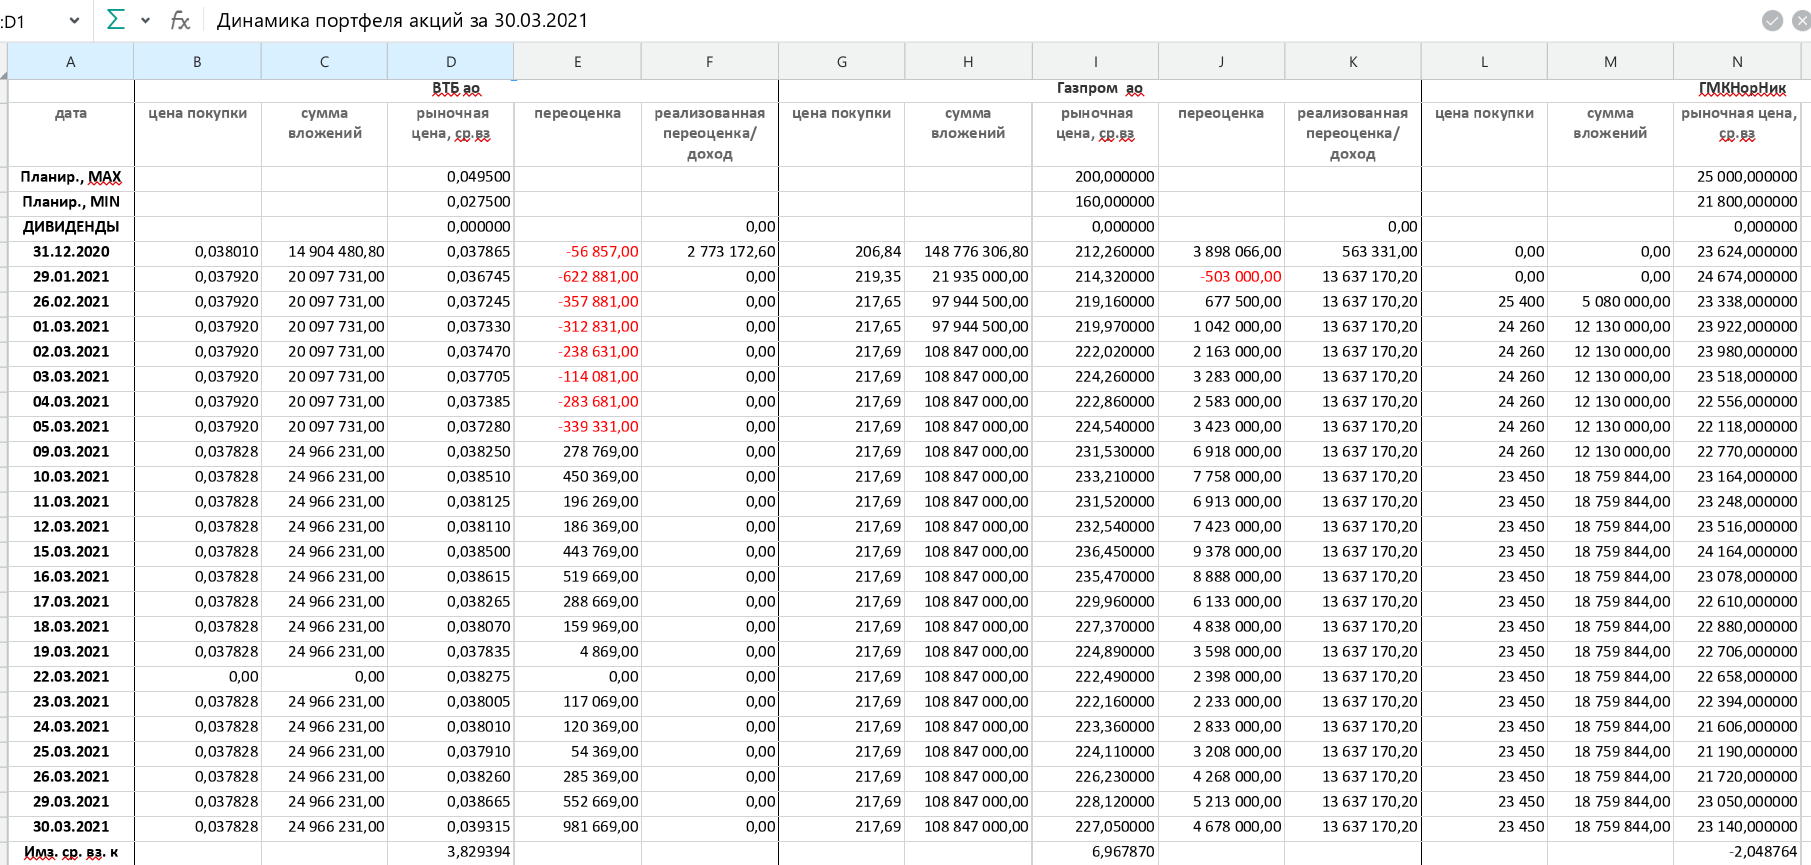 :D1 Динамика портфеля акций за 30.03.2021
A B C D E F G H I J K L M N
ВТБ ао Газпром ао ГМКНорНик
дата цена покупки сумма вложений рыночная цена, ср.вз переоценка реализованная переоценка/ доход цена покупки сумма вложений рыночная цена, ср.вз переоценка реализованная переоценка/ доход цена покупки сумма вложений рыночная цена, ср.вз
Планир., MAX 0,049500 200,000000 25 000,000000
Планир., MIN 0,027500 160,000000 21 800,000000
ДИВИДЕНДЫ 0,000000 0,00 0,000000 0,00 0,000000
31.12.2020 0,038010 14 904 480,80 0,037865 -56 857,00 2 773 172,60 206,84 148 776 306,80 212,260000 3 898 066,00 563 331,00 0,00 0,00 23 624,000000
29.01.2021 0,037920 20 097 731,00 0,036745 -622 881,00 0,00 219,35 21 935 000,00 214,320000 -503 000,00 13 637 170,20 0,00 0,00 24 674,000000
26.02.2021 0,037920 20 097 731,00 0,037245 -357 881,00 0,00 217,65 97 944 500,00 219,160000 677 500,00 13 637 170,20 25 400 5 080 000,00 23 338,000000
01.03.2021 0,037920 20 097 731,00 0,037330 -312 831,00 0,00 217,65 97 944 500,00 219,970000 1 042 000,00 13 637 170,20 24 260 12 130 000,00 23 922,000000
02.03.2021 0,037920 20 097 731,00 0,037470 -238 631,00 0,00 217,69 108 847 000,00 222,020000 2 163 000,00 13 637 170,20 24 260 12 130 000,00 23 980,000000
03.03.2021 0,037920 20 097 731,00 0,037705 -114 081,00 0,00 217,69 108 847 000,00 224,260000 3 283 000,00 13 637 170,20 24 260 12 130 000,00 23 518,000000
04.03.2021 0,037920 20 097 731,00 0,037385 -283 681,00 0,00 217,69 108 847 000,00 222,860000 2 583 000,00 13 637 170,20 24 260 12 130 000,00 22 556,000000
05.03.2021 0,037920 20 097 731,00 0,037280 -339 331,00 0,00 217,69 108 847 000,00 224,540000 3 423 000,00 13 637 170,20 24 260 12 130 000,00 22 118,000000
09.03.2021 0,037828 24 966 231,00 0,038250 278 769,00 0,00 217,69 108 847 000,00 231,530000 6 918 000,00 13 637 170,20 24 260 12 130 000,00 22 770,000000
10.03.2021 0,037828 24 966 231,00 0,038510 450 369,00 0,00 217,69 108 847 000,00 233,210000 7 758 000,00 13 637 170,20 23 450 18 759 844,00 23 164,000000
11.03.2021 0,037828 24 966 231,00 0,038125 196 269,00 0,00 217,69 108 847 000,00 231,520000 6 913 000,00 13 637 170,20 23 450 18 759 844,00 23 248,000000
12.03.2021 0,037828 24 966 231,00 0,038110 186 369,00 0,00 217,69 108 847 000,00 232,540000 7 423 000,00 13 637 170,20 23 450 18 759 844,00 23 516,000000
15.03.2021 0,037828 24 966 231,00 0,038500 443 769,00 0,00 217,69 108 847 000,00 236,450000 9 378 000,00 13 637 170,20 23 450 18 759 844,00 24 164,000000
16.03.2021 0,037828 24 966 231,00 0,038615 519 669,00 0,00 217,69 108 847 000,00 235,470000 8 888 000,00 13 637 170,20 23 450 18 759 844,00 23 078,000000
17.03.2021 0,037828 24 966 231,00 0,038265 288 669,00 0,00 217,69 108 847 000,00 229,960000 6 133 000,00 13 637 170,20 23 450 18 759 844,00 22 610,000000
18.03.2021 0,037828 24 966 231,00 0,038070 159 969,00 0,00 217,69 108 847 000,00 227,370000 4 838 000,00 13 637 170,20 23 450 18 759 844,00 22 880,000000
19.03.2021 0,037828 24 966 231,00 0,037835 4 869,00 0,00 217,69 108 847 000,00 224,890000 3 598 000,00 13 637 170,20 23 450 18 759 844,00 22 706,000000
22.03.2021 0,00 0,00 0,038275 0,00 0,00 217,69 108 847 000,00 222,490000 2 398 000,00 13 637 170,20 23 450 18 759 844,00 22 658,000000
23.03.2021 0,037828 24 966 231,00 0,038005 117 069,00 0,00 217,69 108 847 000,00 222,160000 2 233 000,00 13 637 170,20 23 450 18 759 844,00 22 394,000000
24.03.2021 0,037828 24 966 231,00 0,038010 120 369,00 0,00 217,69 108 847 000,00 223,360000 2 833 000,00 13 637 170,20 23 450 18 759 844,00 21 606,000000
25.03.2021 0,037828 24 966 231,00 0,037910 54 369,00 0,00 217,69 108 847 000,00 224,110000 3 208 000,00 13 637 170,20 23 450 18 759 844,00 21 190,000000
26.03.2021 0,037828 24 966 231,00 0,038260 285 369,00 0,00 217,69 108 847 000,00 226,230000 4 268 000,00 13 637 170,20 23 450 18 759 844,00 21 720,000000
29.03.2021 0,037828 24 966 231,00 0,038665 552 669,00 0,00 217,69 108 847 000,00 228,120000 5 213 000,00 13 637 170,20 23 450 18 759 844,00 23 050,000000
30.03.2021 0,037828 24 966 231,00 0,039315 981 669,00 0,00 217,69 108 847 000,00 227,050000 4 678 000,00 13 637 170,20 23 450 18 759 844,00 23 140,000000
Имз. ср. вз. к 3,829394 6,967870 -2,048764